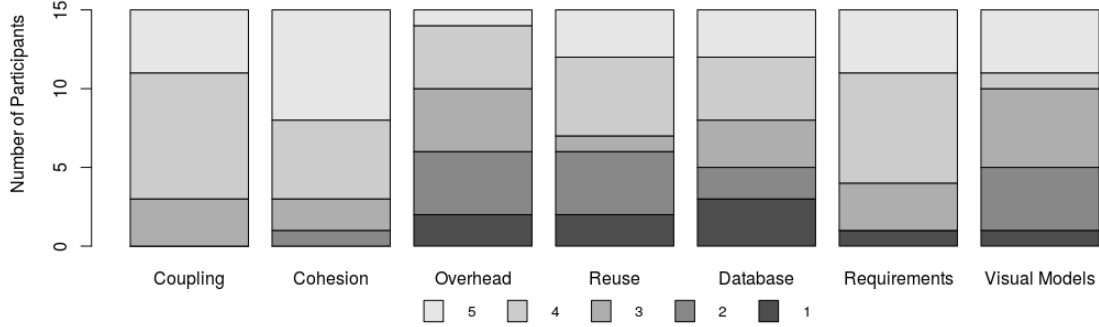 Number of Participants
15
10
5
0
Coupling Cohesion Overhead Reuse Database Requirements Visual Models
5 4 3 2 1